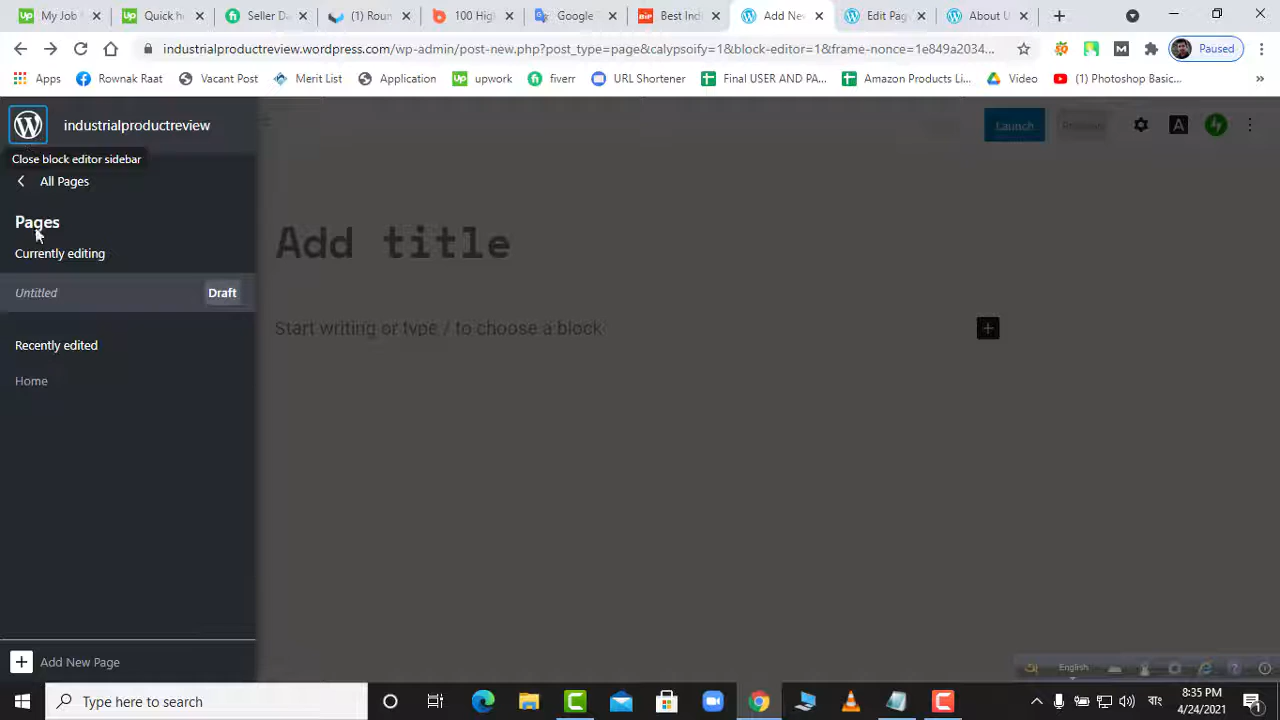 My Job
Quick h
Seller D
(1) Roun
100 Hig
Google
Best Ind
Add Ne
Edit Pag
About U
industrialproductreview.wordpress.com/wp-admin/post-new.php?post_type=page&calypsoify=1&block-editor=1&frame-nonce=1e849a2034...
Paused
Apps
Rownak Raat
Vacant Post
Merit List
Application
upwork
fiverr
URL Shortener
Final USER AND PA...
Amazon Products Li...
Video
(1) Photoshop Basic...
»
industrialproductreview
Launch
Preview
Close block editor sidebar
All Pages
Pages
Currently editing
Untitled
Draft
Recently edited
Home
Add title
Start writing or type / to choose a block
Add New Page
English
Type here to search
বাং
8:35 PM
4/24/2021
1